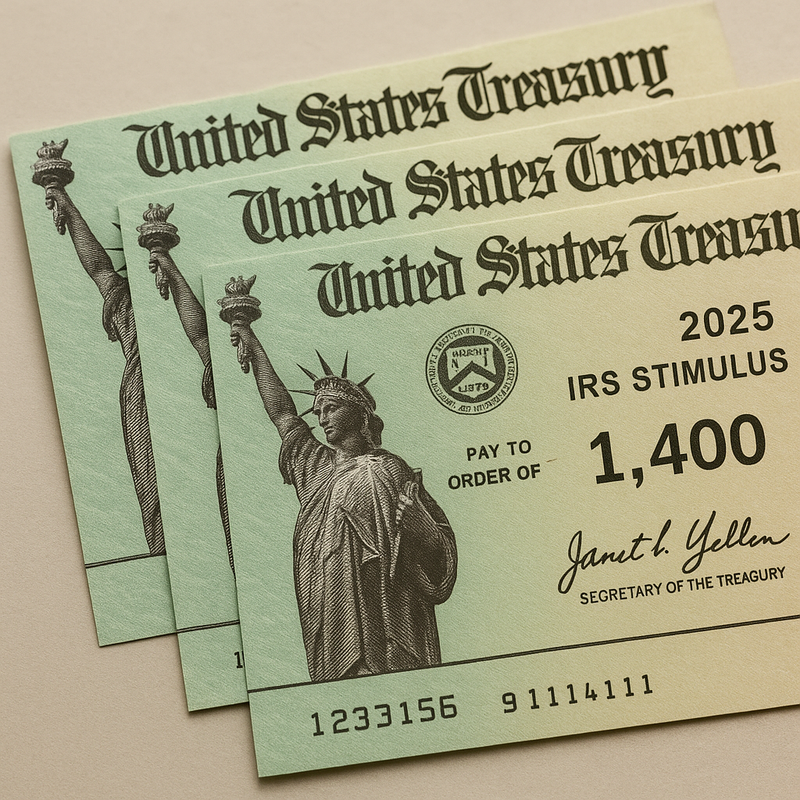 United States Treasury
United States Treasury
United States Treasu
2025
IRS STIMULUS
PAY TO
ORDER OF
1,400
Janet L. Yellen
SEGRETARY OF THE TREAGURY
1
1233156 91114111